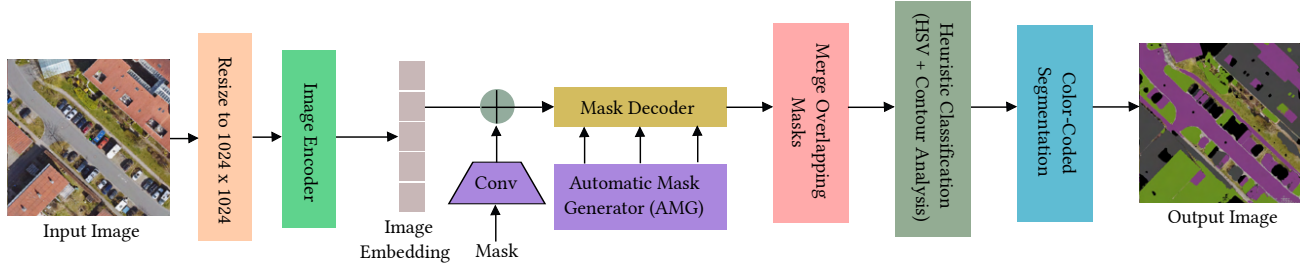 Input Image
Resize to 1024 x 1024
Image Encoder
Image
Embedding
Conv
Mask
Mask Decoder
Automatic Mask
Generator (AMG)
Merge Overlapping
Masks
Heuristic Classification
(HSV + Contour Analysis)
Color-Coded
Segmentation
Output Image